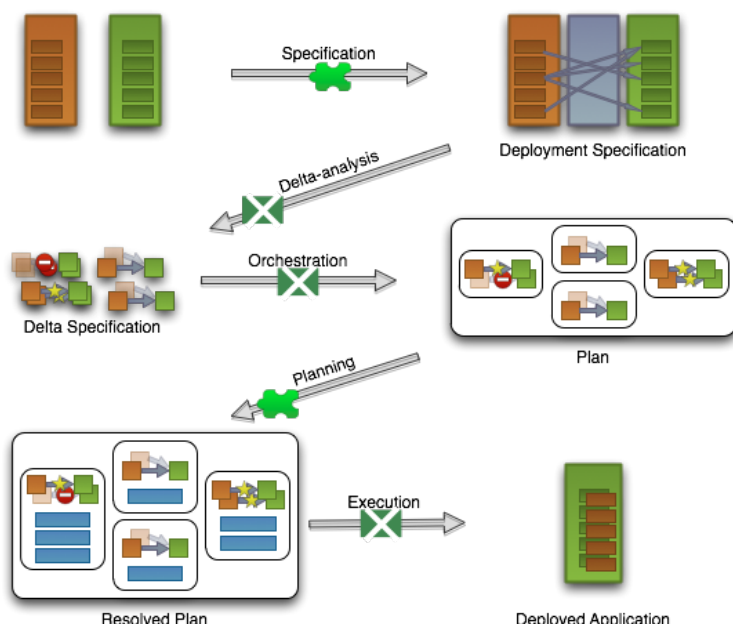 Specification
Deployment Specification
Delta-analysis
Orchestration
Delta Specification
Plan
Planning
Execution
Resolved Plan
Deployed Application